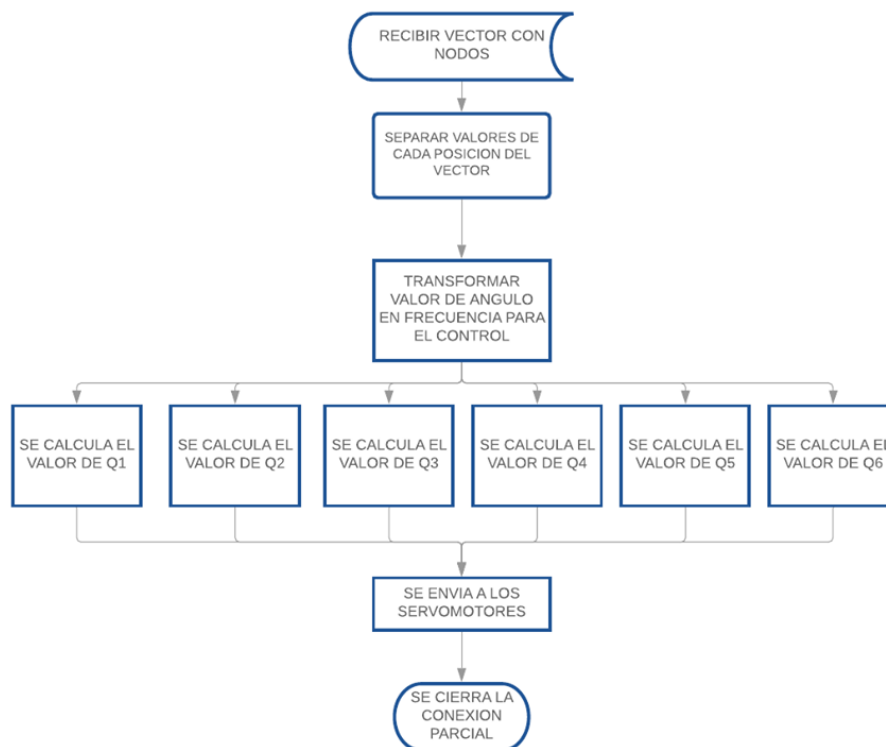 RECIBIR VECTOR CON
NODOS
SEPARAR VALORES DE
CADA POSICION DEL
VECTOR
TRANSFORMAR
VALOR DE ANGULO
EN FRECUENCIA PARA
EL CONTROL
SE CALCULA EL
VALOR DE Q1
SE CALCULA EL
VALOR DE Q2
SE CALCULA EL
VALOR DE Q3
SE CALCULA EL
VALOR DE Q4
SE CALCULA EL
VALOR DE Q5
SE CALCULA EL
VALOR DE Q6
SE ENVIA A LOS
SERVOMOTORES
SE CIERRA LA
CONEXION
PARCIAL